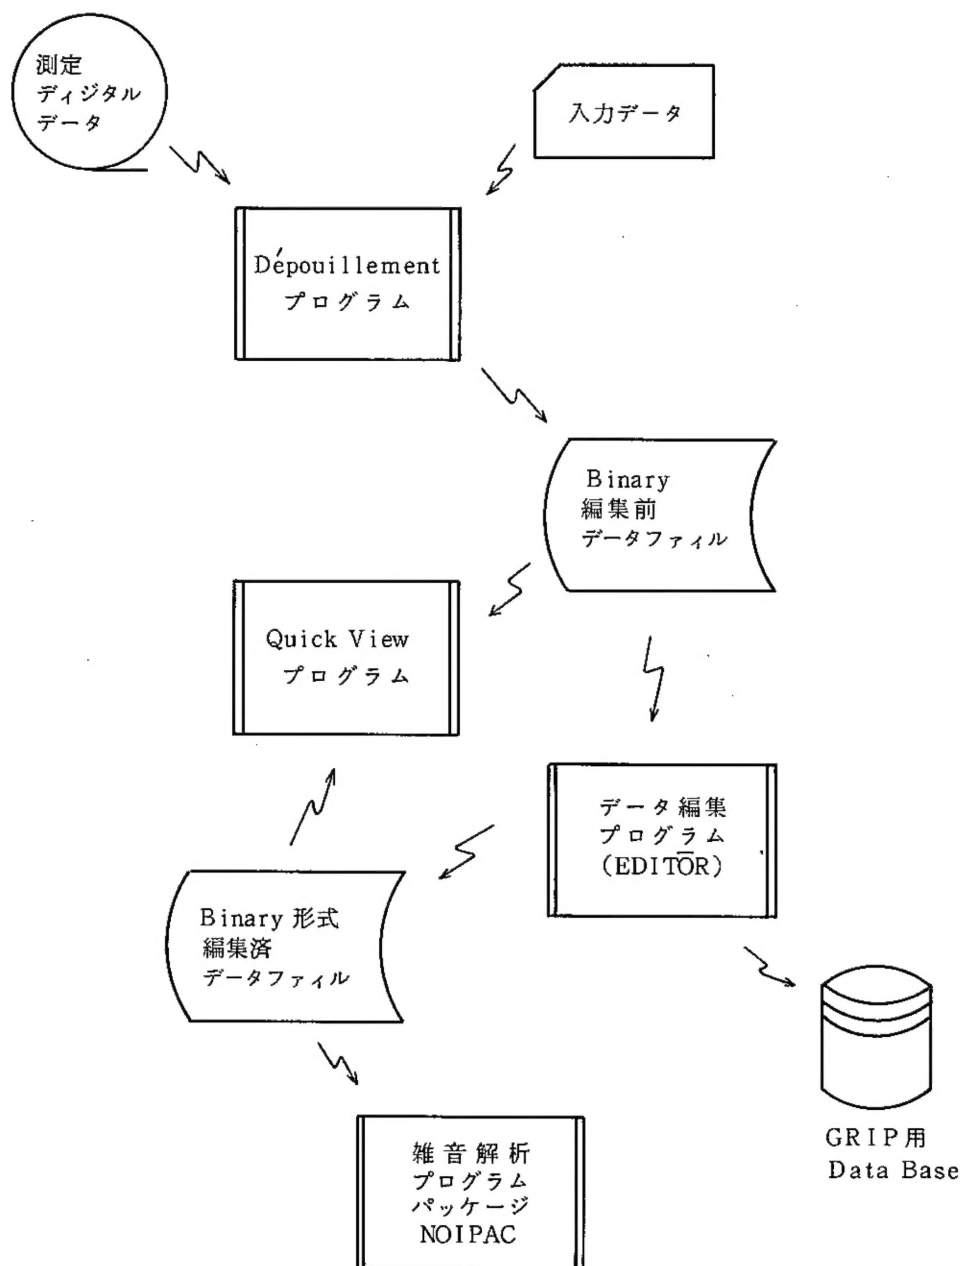 測定
ディジタル
データ
入力データ
Dépouillement
プログラム
Binary
編集前
データファィル
Quick View
プログラム
データ編集
プログラム
(EDITŌR)
Binary 形式
編集済
データファィル
GRIP用
Data Base
雑音解析
プログラム
パッケージ
NOIPAC